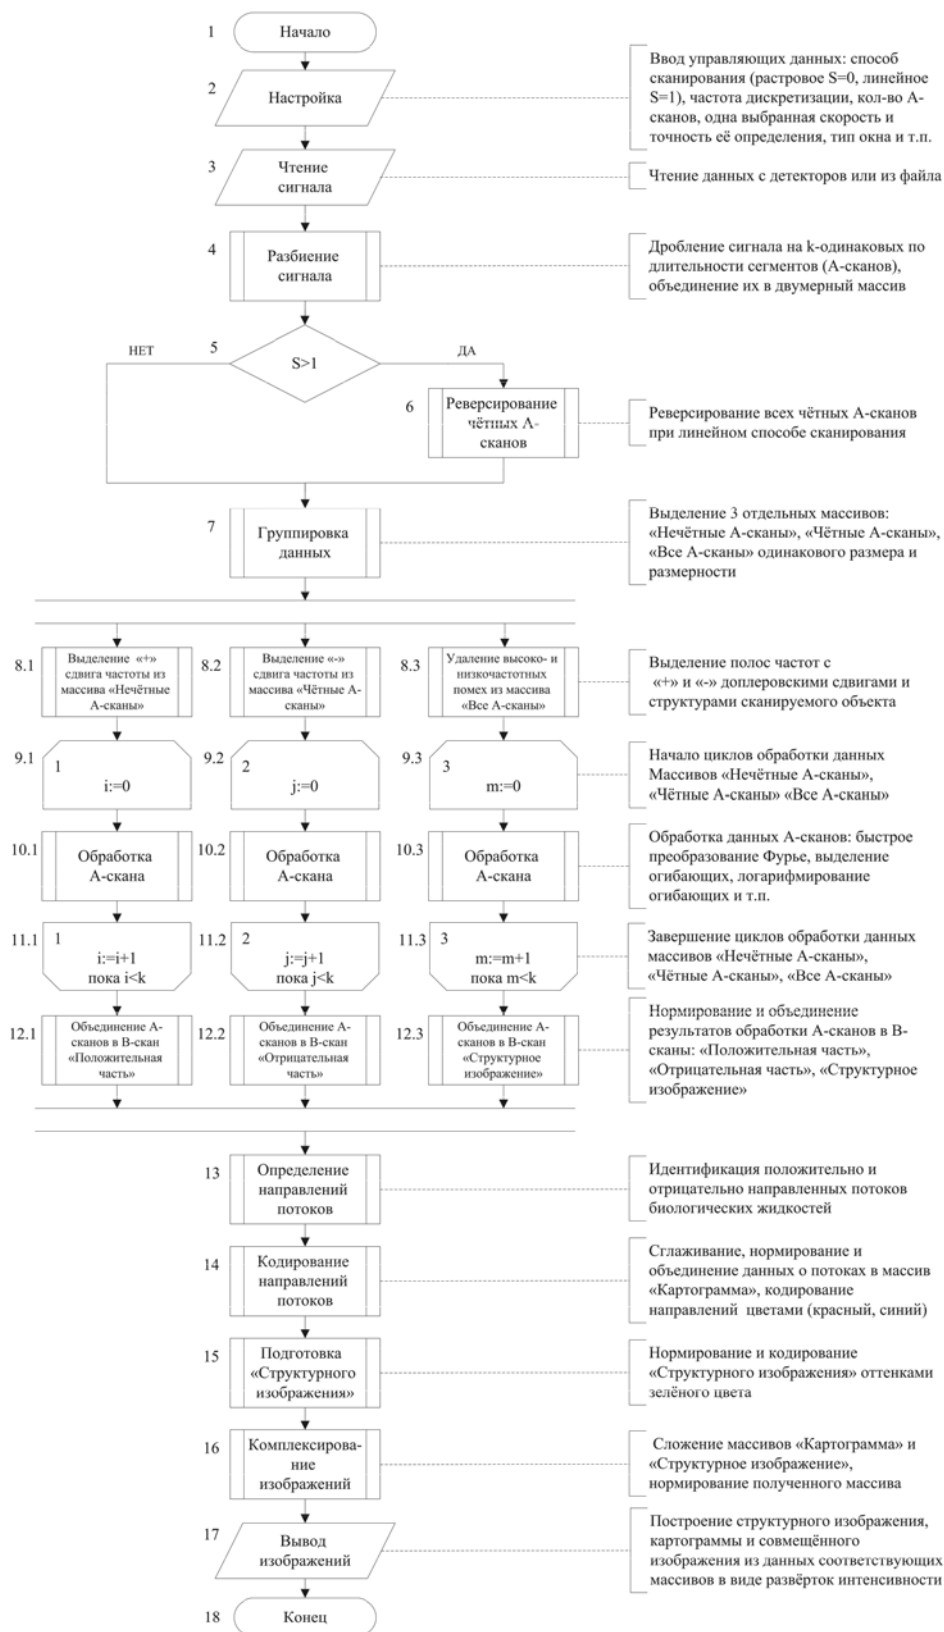 1
Начало
2
Настройка
Ввод управляющих данных: способ
сканирования (растровое S=0, линейное
S=1), частота дискретизации, кол-во А-
сканов, одна выбранная скорость и
точность её определения, тип окна и т.п.
3
Чтение
сигнала
Чтение данных с детекторов или из файла
4
Разбиение
сигнала
Дробление сигнала на k-одинаковых по
длительности сегментов (А-сканов),
объединение их в двумерный массив
НЕТ
5
S>1
ДА
6
Реверсирование
чётных А-
сканов
Реверсирование всех чётных А-сканов
при линейном способе сканирования
7
Группировка
данных
Выделение 3 отдельных массивов:
«Нечётные А-сканы», «Чётные А-сканы»,
«Все А-сканы» одинакового размера и
размерности
8.1
Выделение «+»
сдвига частоты из
массива «Нечётные
А-сканы»
8.2
Выделение «-»
сдвига частоты из
массива «Чётные А-
сканы»
8.3
Удаление высоко- и
низкочастотных
помех из массива
«Все А-сканы»
Выделение полос частот с
«+» и «-» доплеровскими сдвигами и
структурами сканируемого объекта
9.1
1
i:=0
9.2
2
j:=0
9.3
3
m:=0
Начало циклов обработки данных
Массивов «Нечётные А-сканы»,
«Чётные А-сканы» «Все А-сканы»
10.1
Обработка
А-скана
10.2
Обработка
А-скана
10.3
Обработка
А-скана
Обработка данных А-сканов: быстрое
преобразование Фурье, выделение
огибающих, логарифмирование
огибающих и т.п.
11.1
1
i:=i+1
пока i<k
11.2
2
j:=j+1
пока j<k
11.3
3
m:=m+1
пока m<k
Завершение циклов обработки данных
массивов «Нечётные А-сканы»,
«Чётные А-сканы», «Все А-сканы»
12.1
Объединение А-
сканов в В-скан
«Положительная
часть»
12.2
Объединение А-
сканов в В-скан
«Отрицательная
часть»
12.3
Объединение А-
сканов в В-скан
«Структурное
изображение»
Нормирование и объединение
результатов обработки А-сканов в В-
сканы: «Положительная часть»,
«Отрицательная часть», «Структурное
изображение»
13
Определение
направлений
потоков
Идентификация положительно и
отрицательно направленных потоков
биологических жидкостей
14
Кодирование
направлений
потоков
Сглаживание, нормирование и
объединение данных о потоках в массив
«Картограмма», кодирование
направлений цветами (красный, синий)
15
Подготовка
«Структурного
изображения»
Нормирование и кодирование
«Структурного изображения» оттенками
зелёного цвета
16
Комплексирова-
ние
изображений
Сложение массивов «Картограмма» и
«Структурное изображение»,
нормирование полученного массива
17
Вывод
изображений
Построение структурного изображения,
картограммы и совмещённого
изображения из данных соответствующих
массивов в виде развёрток интенсивности
18
Конец